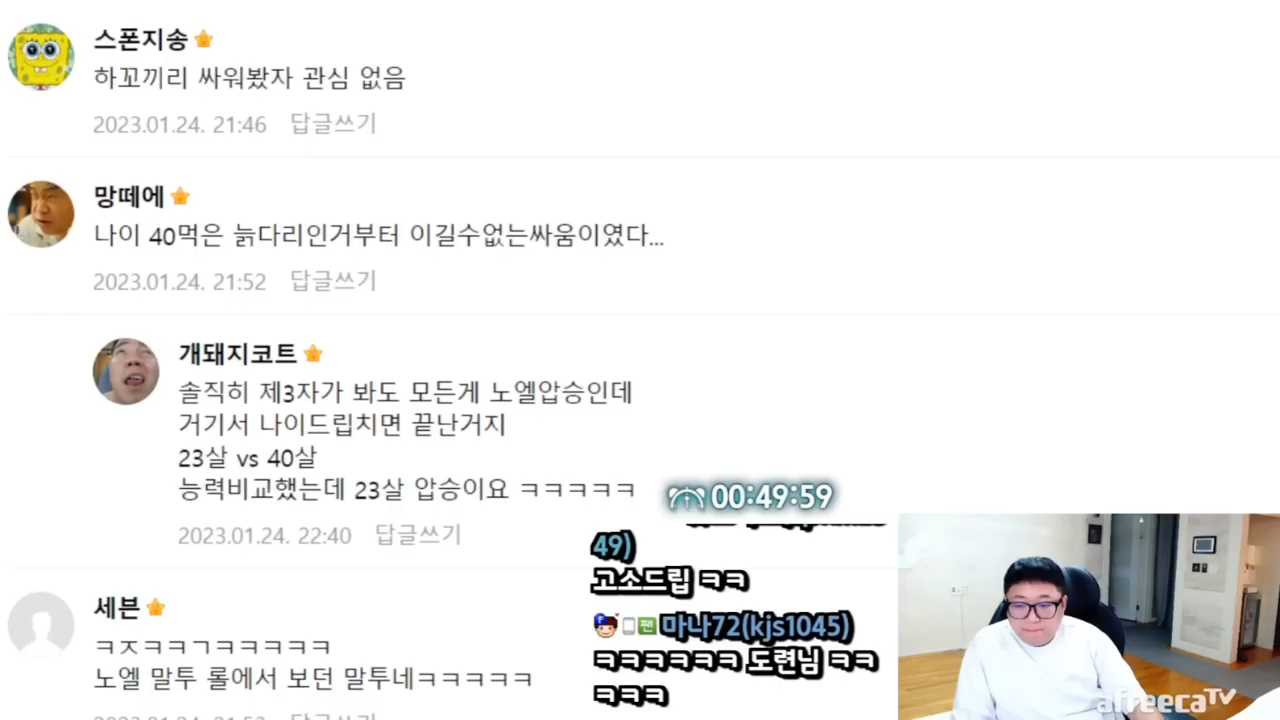 스폰지송
하꼬끼리 싸워봤자 관심 없음
2023.01.24. 21:46 답글쓰기
망떼에
나이 40먹은 늙다리인거부터 이길수없는싸움이였다...
2023.01.24. 21:52 답글쓰기
개돼지코트
솔직히 제3자가 봐도 모든게 노엘압승인데
거기서 나이드립치면 끝난거지
23살 vs 40살
능력비교했는데 23살 압승이요 ㅋㅋㅋㅋㅋ
2023.01.24. 22:40 답글쓰기
00:49:59
49)
고소드립 ㅋㅋ
팬 마나72(kjs1045)
ㅋㅋㅋㅋㅋㅋ 도련님 ㅋㅋ
ㅋㅋㅋ
세븐
ㅋㅈㅋㅋㄱㅋㅋㅋㅋㅋ
노엘 말투 롤에서 보던 말투네ㅋㅋㅋㅋㅋ
afreecaTV